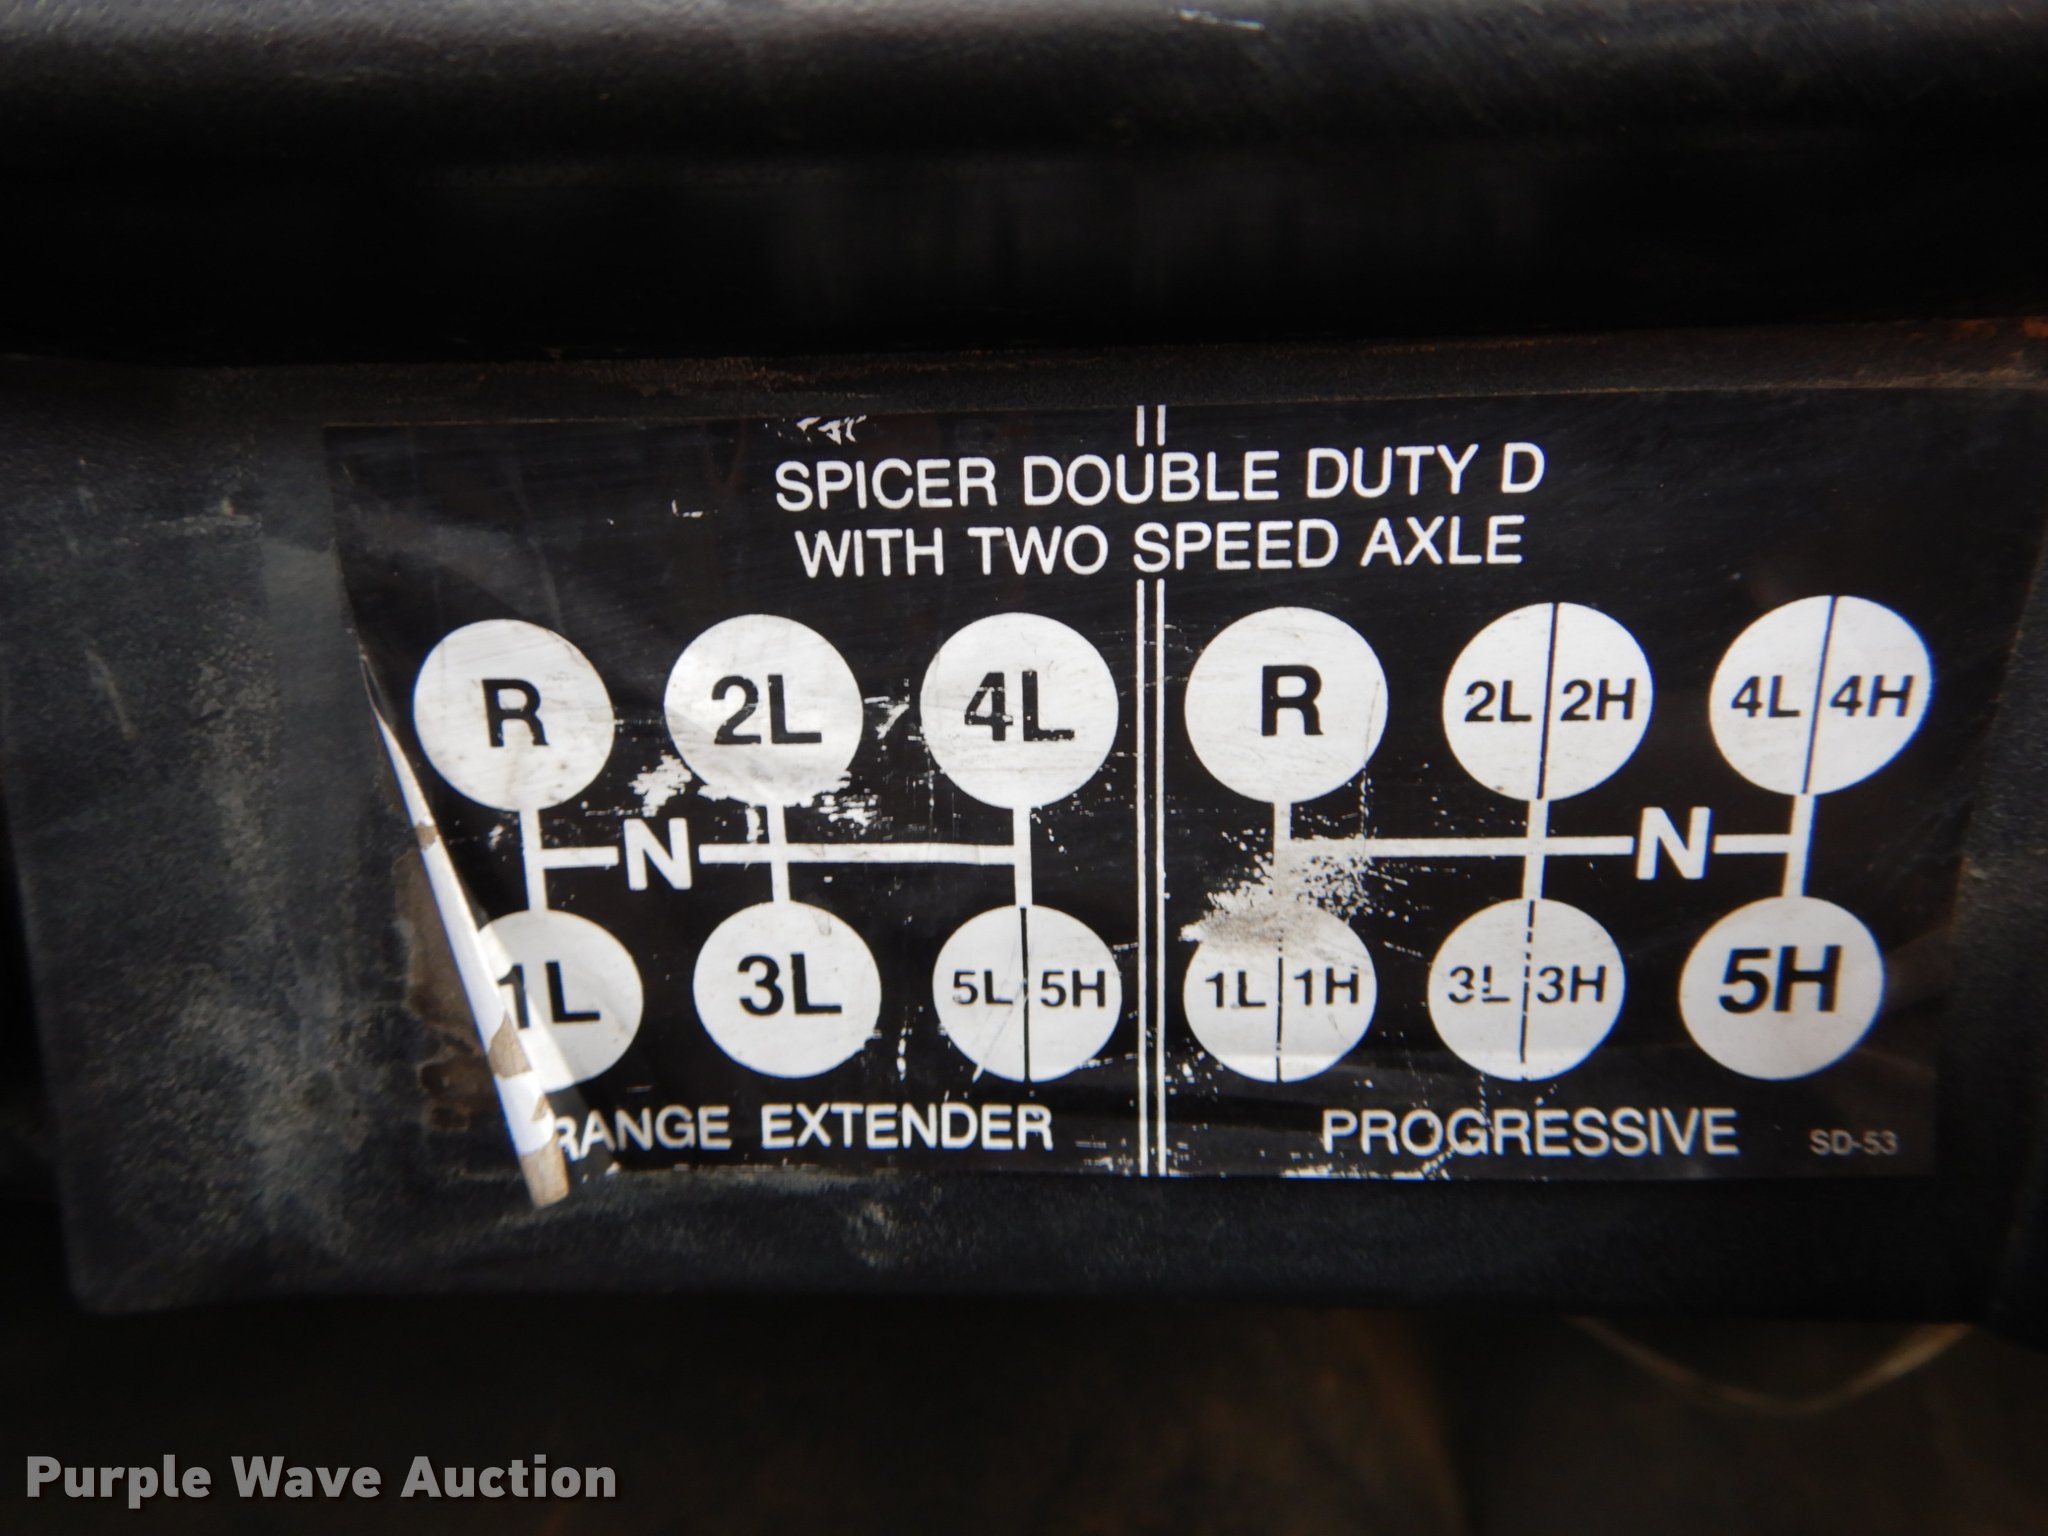 SPICER DOUBLE DUTY D
WITH TWO SPEED AXLE
R 2L 4L
N
1L 3L 5L 5H
RANGE EXTENDER
R 2L 2H 4L 4H
N
1L 1H 3L 3H 5H
PROGRESSIVE
SD-53
Purple Wave Auction